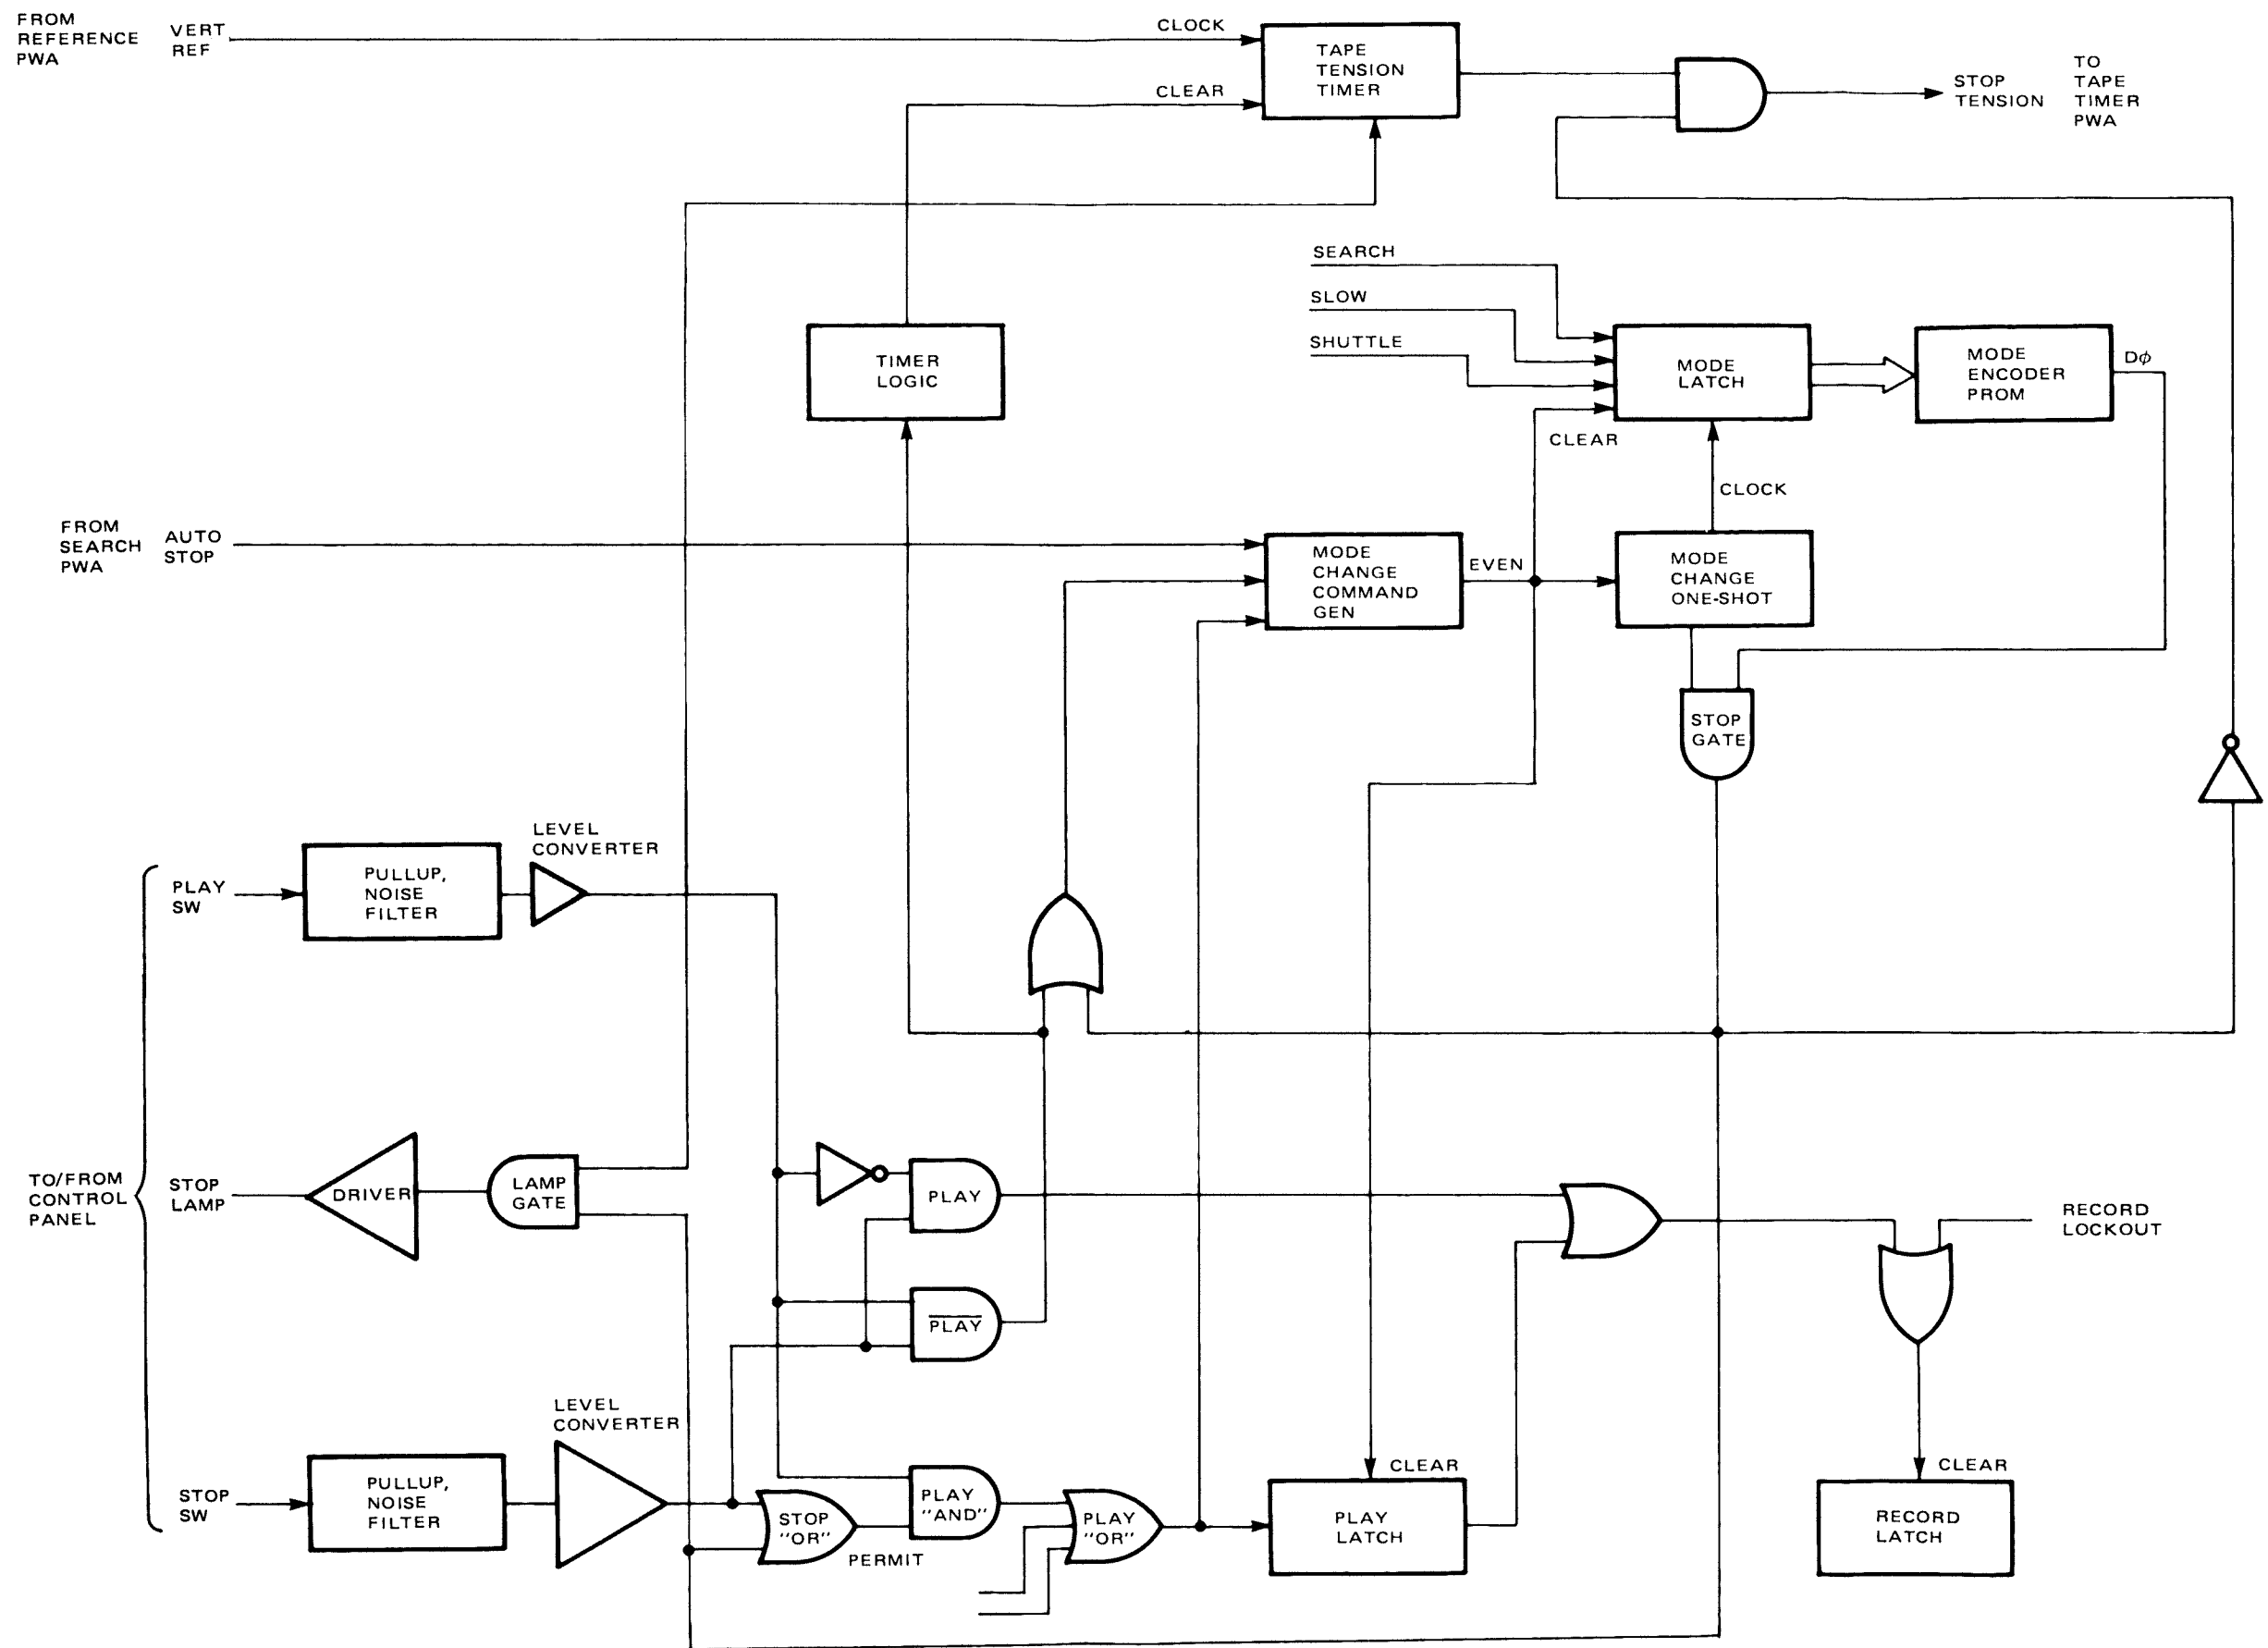 FROM
REFERENCE
PWA
VERT
REF
CLOCK
CLEAR
TAPE
TENSION
TIMER
STOP
TENSION
TO
TAPE
TIMER
PWA
SEARCH
SLOW
SHUTTLE
TIMER
LOGIC
MODE
LATCH
CLEAR
MODE
ENCODER
PROM
Dϕ
CLOCK
FROM
SEARCH
PWA
AUTO
STOP
MODE
CHANGE
COMMAND
GEN
EVEN
MODE
CHANGE
ONE-SHOT
STOP
GATE
LEVEL
CONVERTER
PLAY
SW
PULLUP,
NOISE
FILTER
TO/FROM
CONTROL
PANEL
STOP
LAMP
DRIVER
LAMP
GATE
PLAY
P̅L̅A̅Y̅
RECORD
LOCKOUT
LEVEL
CONVERTER
STOP
SW
PULLUP,
NOISE
FILTER
STOP
"OR"
PERMIT
PLAY
"AND"
PLAY
"OR"
CLEAR
PLAY
LATCH
CLEAR
RECORD
LATCH